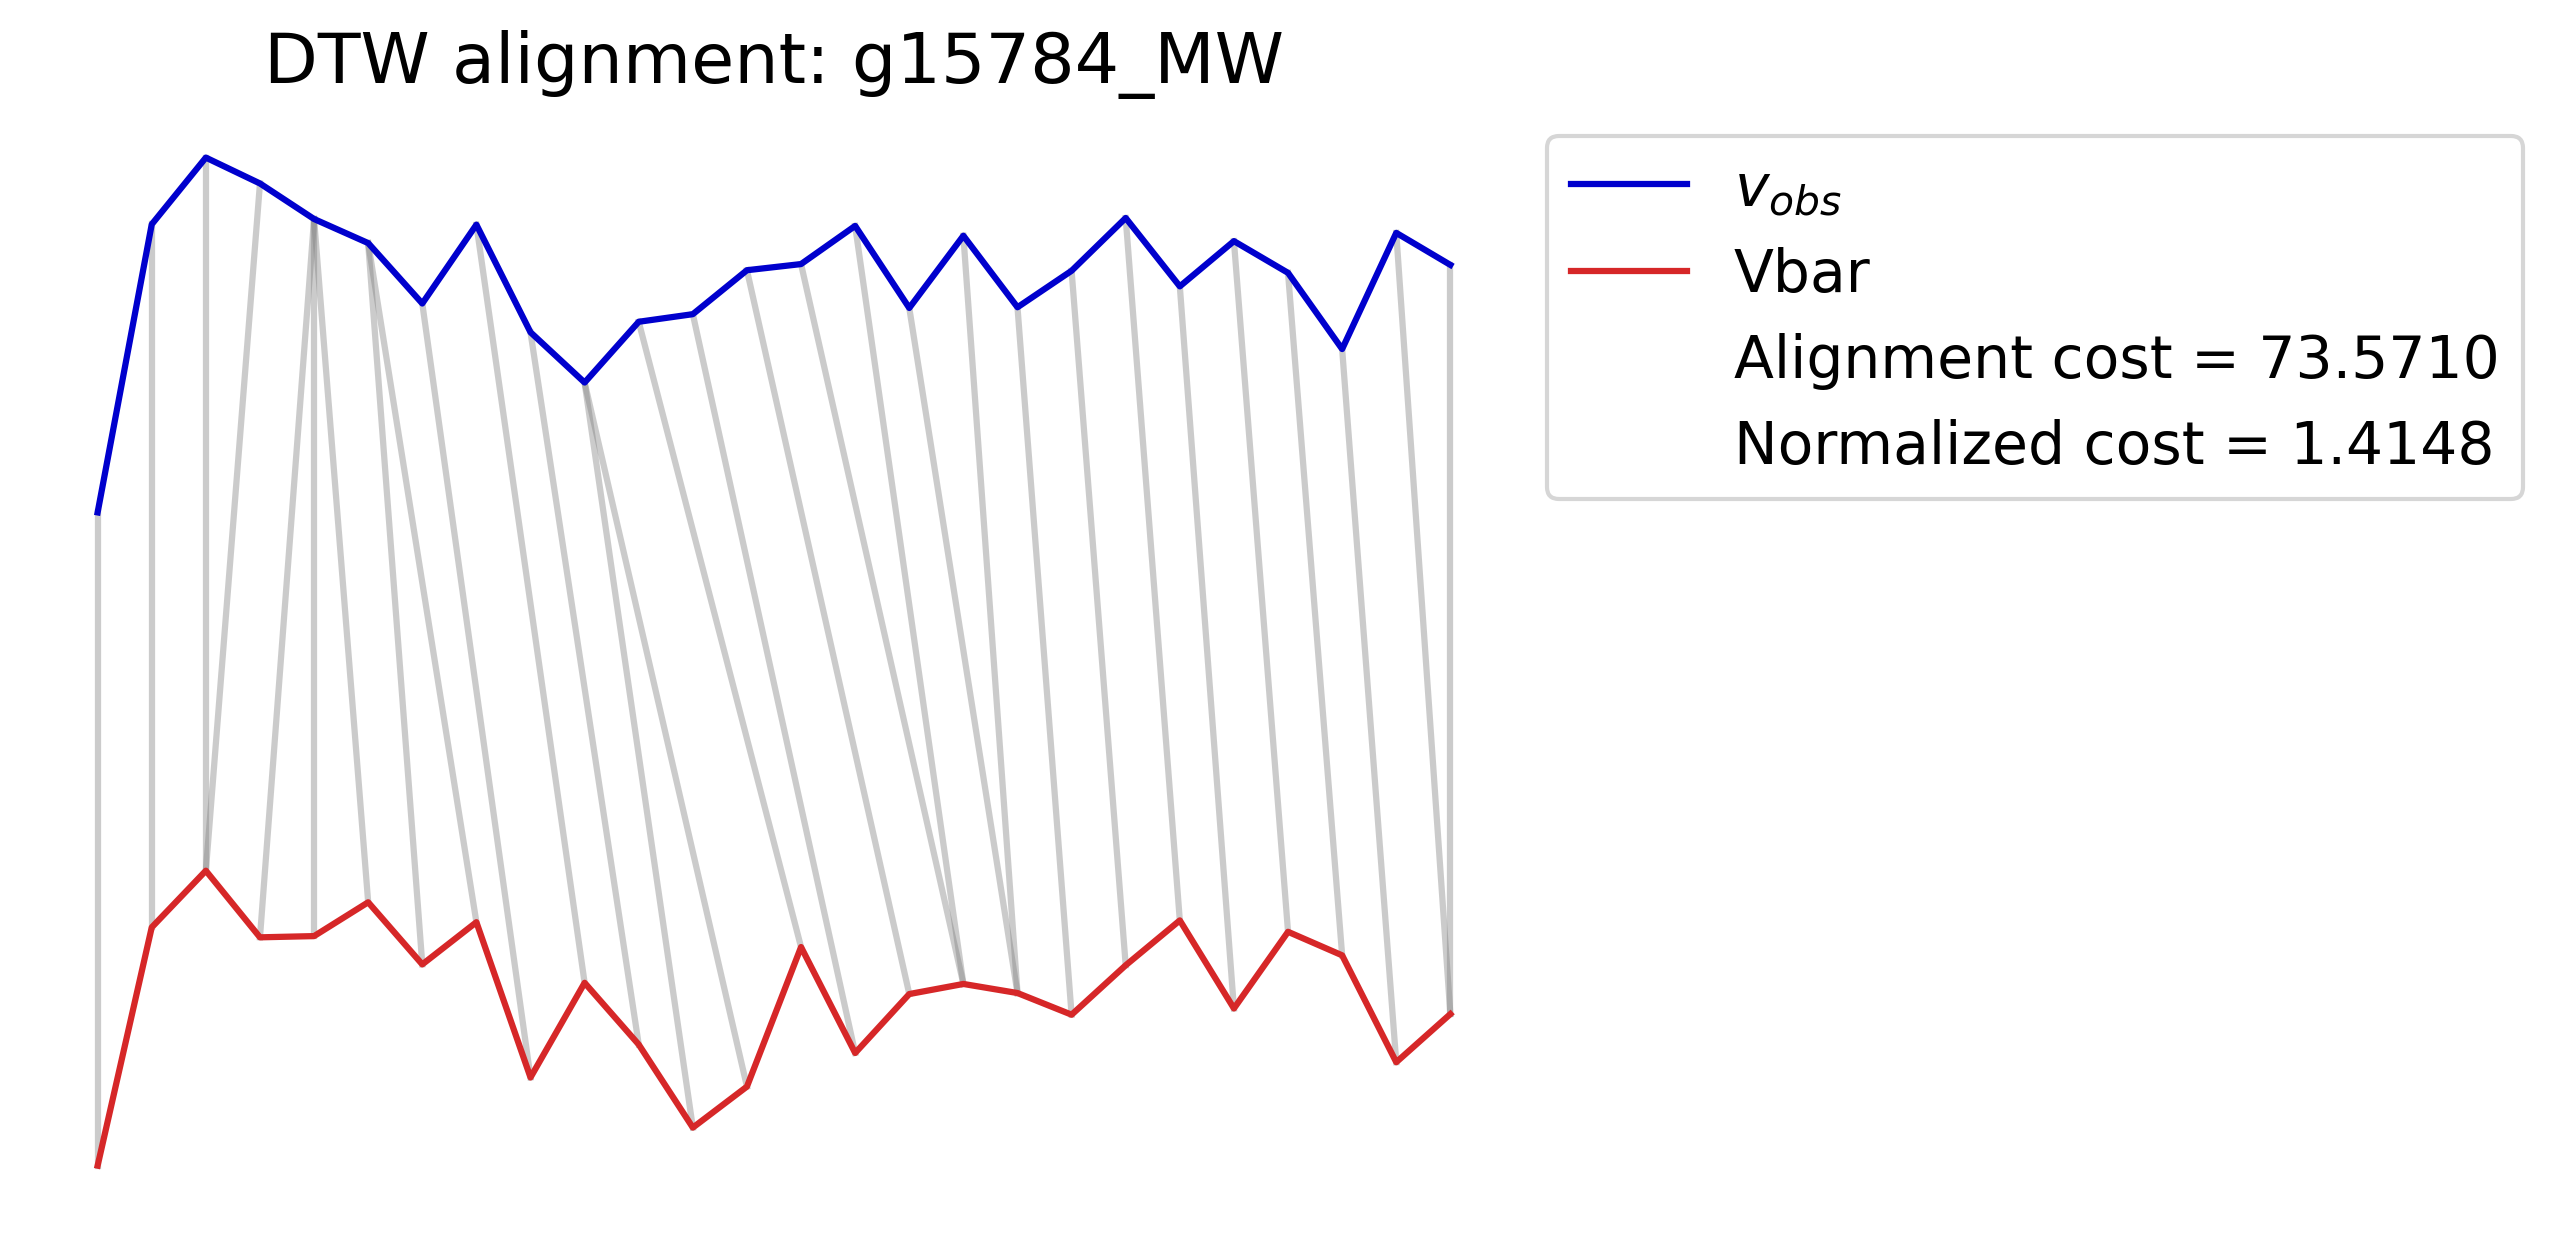 DTW alignment: g15784_MW
v_obs
Vbar
Alignment cost = 73.5710
Normalized cost = 1.4148